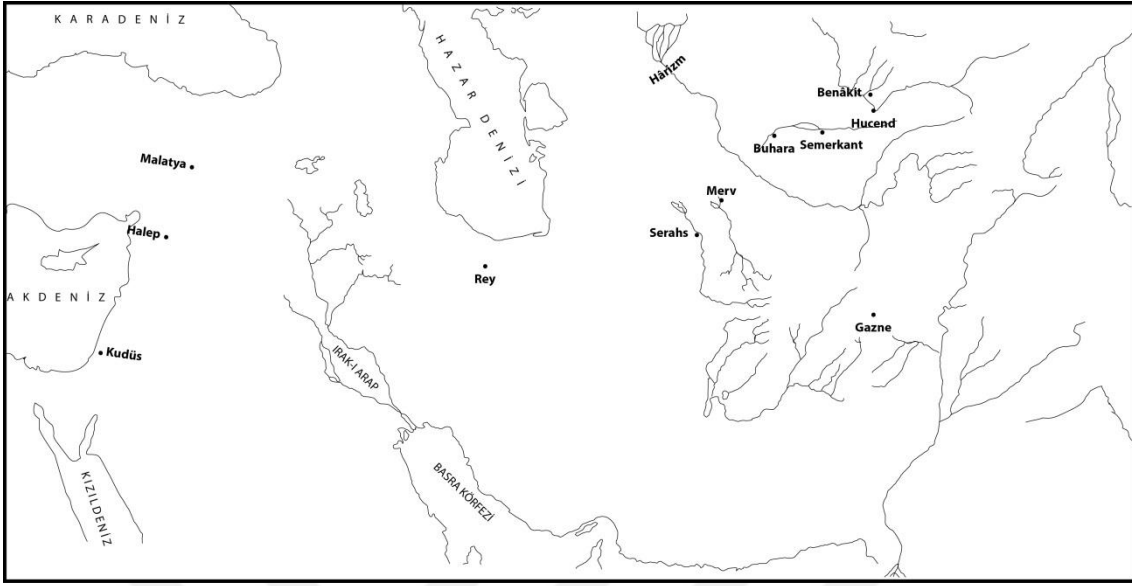 KARADENİZ
HAZAR DENİZİ
Hârizm
Benâkit
Hucend
Buhara
Semerkant
Malatya
Merv
Halep
Serahs
Rey
AKDENİZ
Gazne
Kudüs
IRAK-I ARAP
BASRA KÖRFEZİ
KIZILDENİZ